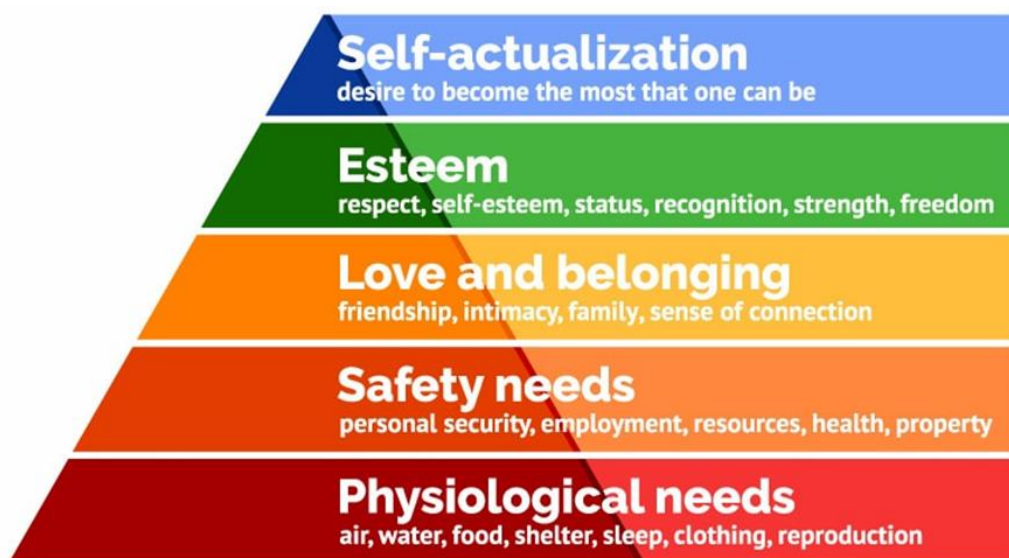 Self-actualization
desire to become the most that one can be
Esteem
respect, self-esteem, status, recognition, strength, freedom
Love and belonging
friendship, intimacy, family, sense of connection
Safety needs
personal security, employment, resources, health, property
Physiological needs
air, water, food, shelter, sleep, clothing, reproduction